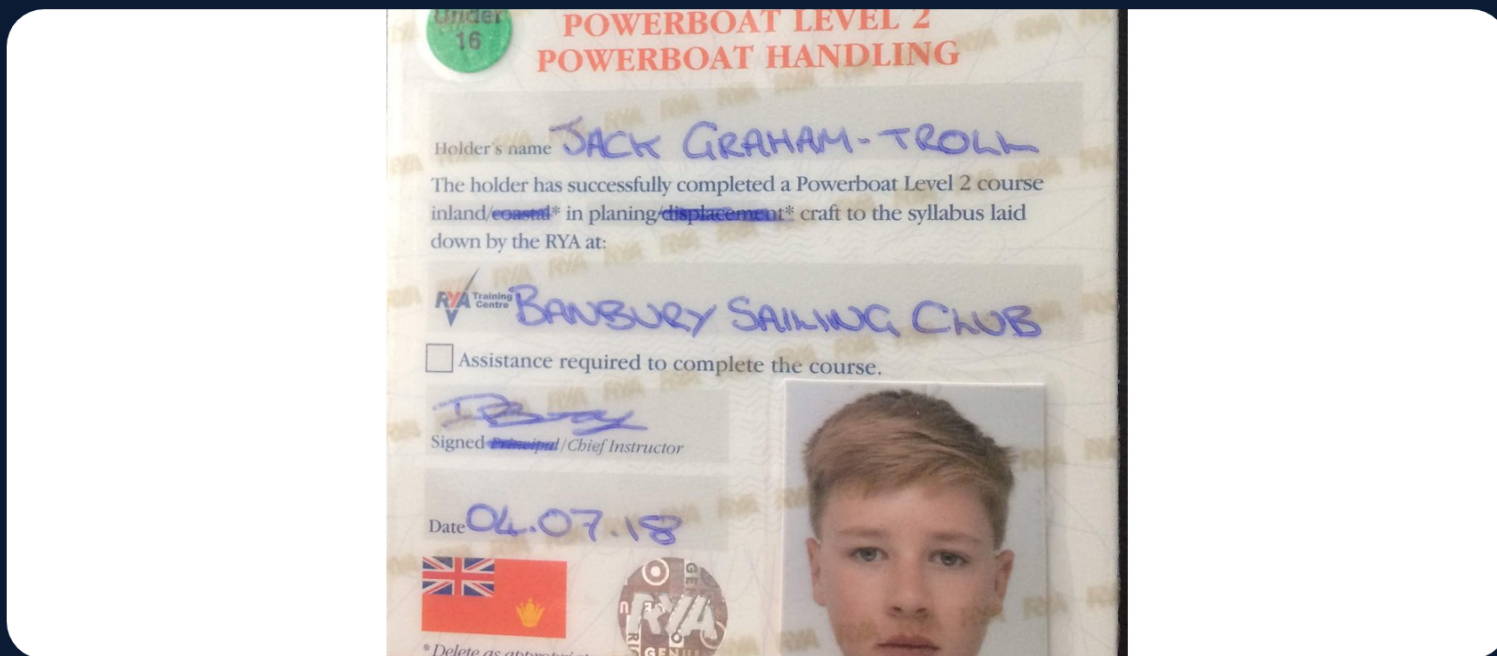 Under
16
POWERBOAT LEVEL 2
POWERBOAT HANDLING
Holder's name JACK GRAHAM-TROLL
The holder has successfully completed a Powerboat Level 2 course
inland/coastal* in planing/displacement* craft to the syllabus laid
down by the RYA at:
RYA Training Centre BANBURY SAILING CLUB
Assistance required to complete the course.
Signed Principal/Chief Instructor
Date 04.07.18
RYA
*Delete as appropriate